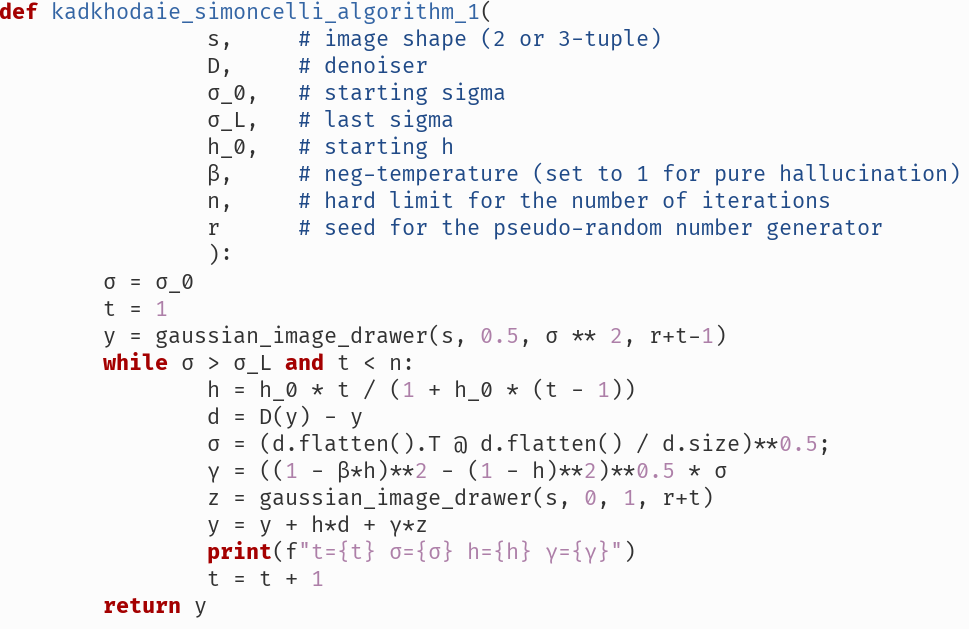 def kadkhodaie_simoncelli_algorithm_1(
                s,     # image shape (2 or 3-tuple)
                D,     # denoiser
                σ_0,   # starting sigma
                σ_L,   # last sigma
                h_0,   # starting h
                β,     # neg-temperature (set to 1 for pure hallucination)
                n,     # hard limit for the number of iterations
                r      # seed for the pseudo-random number generator
                ):
        σ = σ_0
        t = 1
        y = gaussian_image_drawer(s, 0.5, σ ** 2, r+t-1)
        while σ > σ_L and t < n:
                h = h_0 * t / (1 + h_0 * (t - 1))
                d = D(y) - y
                σ = (d.flatten().T @ d.flatten() / d.size)**0.5;
                γ = ((1 - β*h)**2 - (1 - h)**2)**0.5 * σ
                z = gaussian_image_drawer(s, 0, 1, r+t)
                y = y + h*d + γ*z
                print(f"t={t} σ={σ} h={h} γ={γ}")
                t = t + 1
        return y